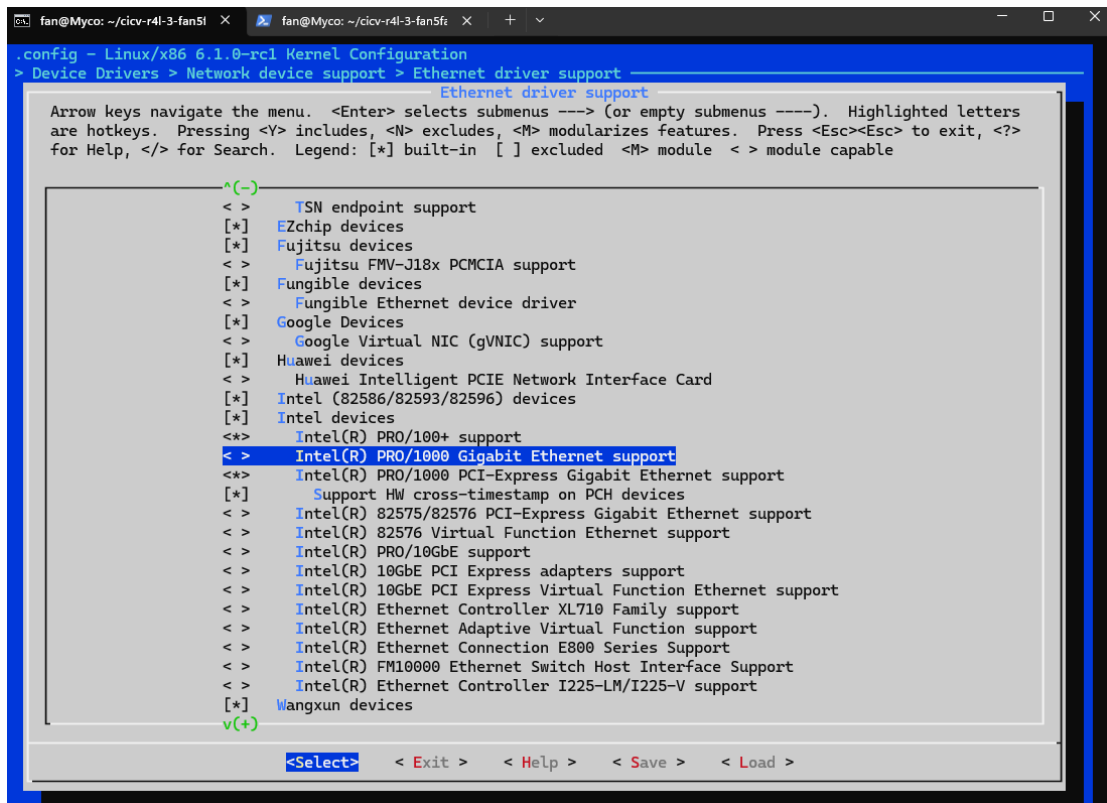 fan@Myco: ~/cicv-r4l-3-fan5f
fan@Myco: ~/cicv-r4l-3-fan5fa
.config - Linux/x86 6.1.0-rc1 Kernel Configuration
> Device Drivers > Network device support > Ethernet driver support
Ethernet driver support
Arrow keys navigate the menu.  <Enter> selects submenus ---> (or empty submenus ----).  Highlighted letters
are hotkeys.  Pressing <Y> includes, <N> excludes, <M> modularizes features.  Press <Esc><Esc> to exit, <?>
for Help, </> for Search.  Legend: [*] built-in  [ ] excluded  <M> module  < > module capable
^(-)
< >     TSN endpoint support
[*]   EZchip devices
[*]   Fujitsu devices
< >     Fujitsu FMV-J18x PCMCIA support
[*]   Fungible devices
< >     Fungible Ethernet device driver
[*]   Google Devices
< >     Google Virtual NIC (gVNIC) support
[*]   Huawei devices
< >     Huawei Intelligent PCIE Network Interface Card
[*]   Intel (82586/82593/82596) devices
[*]   Intel devices
<*>     Intel(R) PRO/100+ support
< >     Intel(R) PRO/1000 Gigabit Ethernet support
<*>     Intel(R) PRO/1000 PCI-Express Gigabit Ethernet support
[*]       Support HW cross-timestamp on PCH devices
< >     Intel(R) 82575/82576 PCI-Express Gigabit Ethernet support
< >     Intel(R) 82576 Virtual Function Ethernet support
< >     Intel(R) PRO/10GbE support
< >     Intel(R) 10GbE PCI Express adapters support
< >     Intel(R) 10GbE PCI Express Virtual Function Ethernet support
< >     Intel(R) Ethernet Controller XL710 Family support
< >     Intel(R) Ethernet Adaptive Virtual Function support
< >     Intel(R) Ethernet Connection E800 Series Support
< >     Intel(R) FM10000 Ethernet Switch Host Interface Support
< >     Intel(R) Ethernet Controller I225-LM/I225-V support
[*]   Wangxun devices
v(+)
<Select>    < Exit >    < Help >    < Save >    < Load >